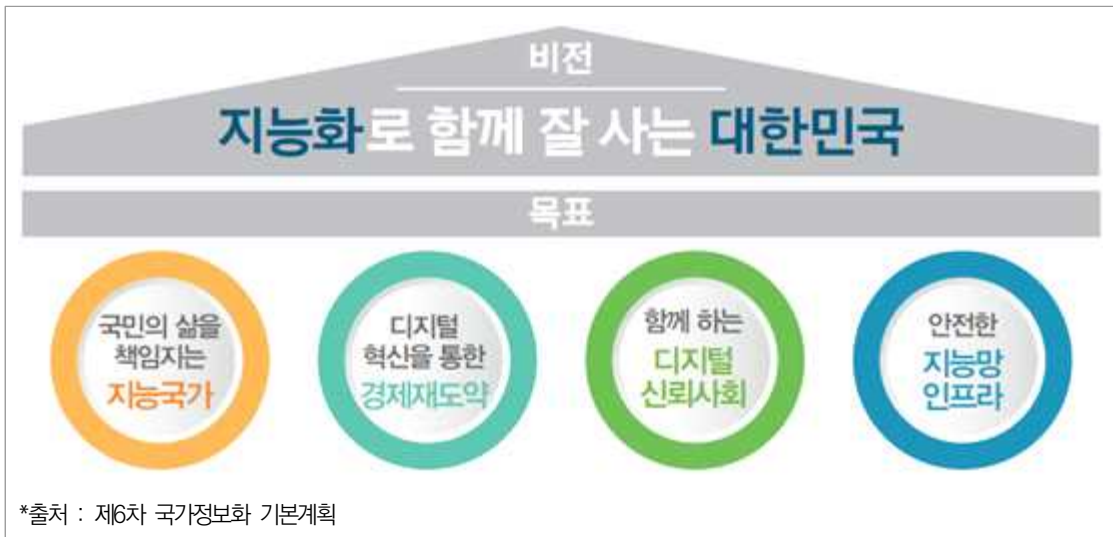 비전
지능화로 함께 잘 사는 대한민국
목표
국민의 삶을
책임지는
지능국가
디지털
혁신을 통한
경제재도약
함께 하는
디지털
신뢰사회
안전한
지능망
인프라
*출처 : 제6차 국가정보화 기본계획